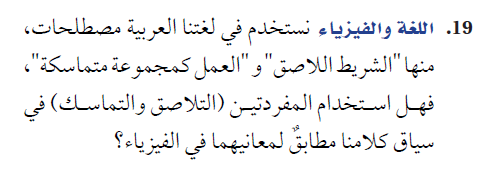 19. اللغة والفيزياء نستخدم في لغتنا العربية مصطلحات،
منها "الشريط اللاصق" و "العمل كمجموعة متماسكة"،
فهل استخدام المفردتين (التلاصق والتماسك) في
سياق كلامنا مطابقٌ لمعانيهما في الفيزياء؟